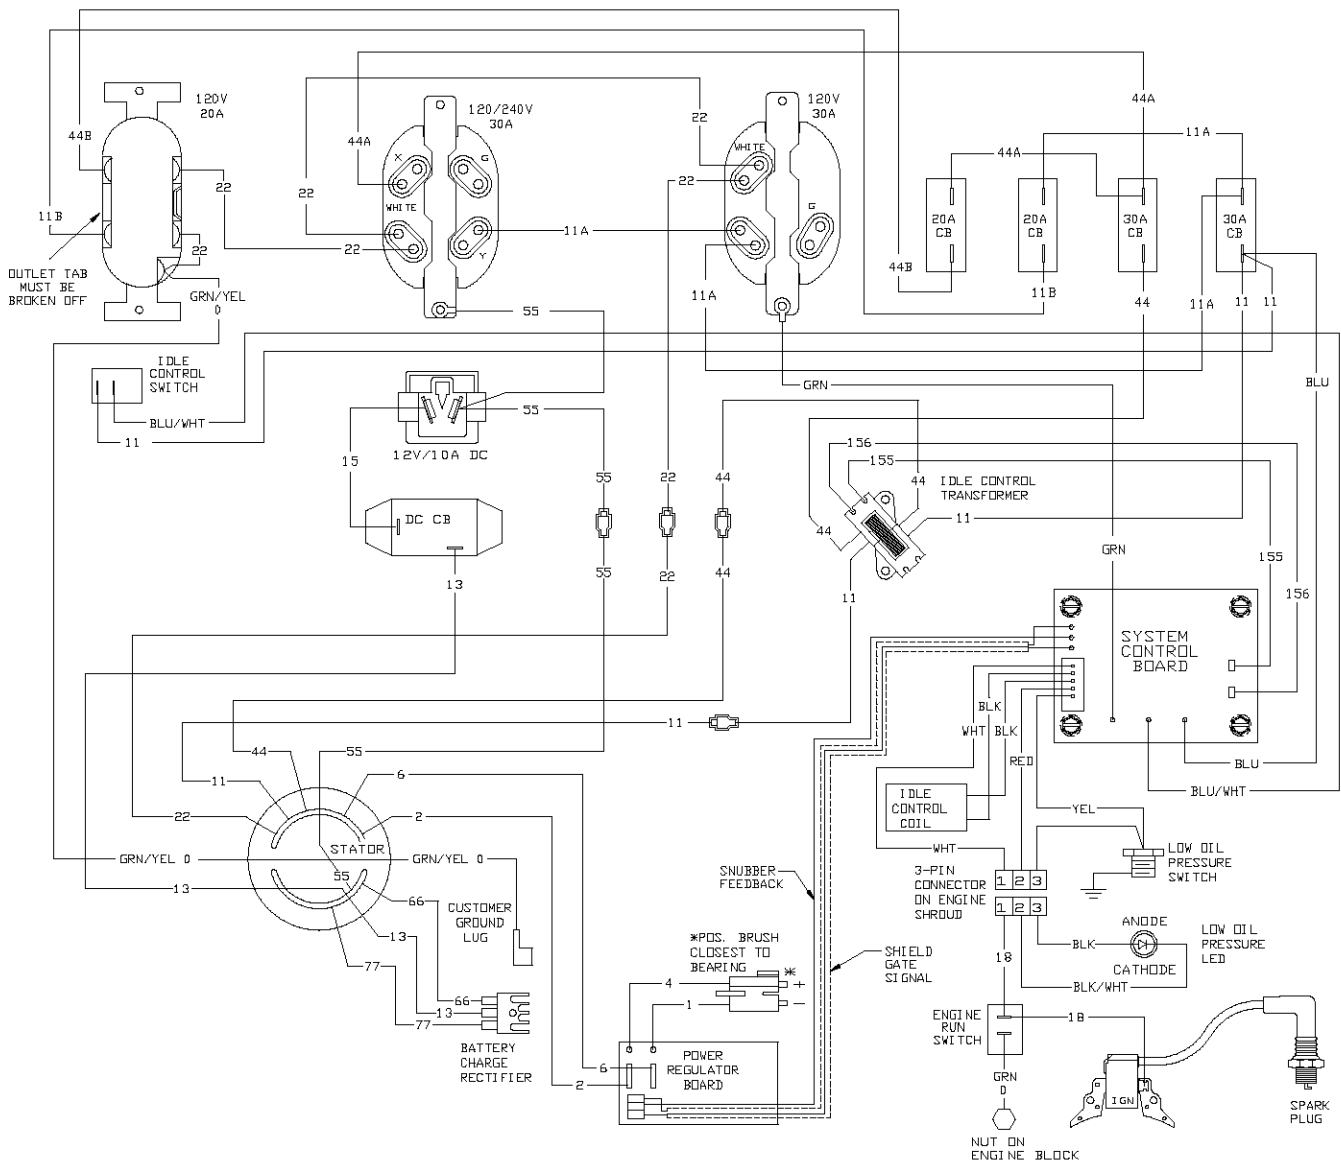 120V
20A
44B
22
11B
22
OUTLET TAB
MUST BE
BROKEN OFF
GRN/YEL
0
120/240V
30A
44A
X
G
WHITE
Y
22
22
11A
55
120V
30A
WHITE
G
22
22
11A
44A
11A
44A
20A
CB
20A
CB
30A
CB
30A
CB
44B
11B
44
11A
11
11
BLU
IDLE
CONTROL
SWITCH
BLU/WHT
11
12V/10A DC
55
15
DC CB
13
55
22
44
55
22
44
GRN
156
155
44
44
IDLE CONTROL
TRANSFORMER
11
11
GRN
155
156
SYSTEM
CONTROL
BOARD
11
BLK
WHT
BLK
RED
BLU
BLU/WHT
44
55
11
6
22
2
STATOR
GRN/YEL 0
GRN/YEL 0
13
55
66
13
77
CUSTOMER
GROUND
LUG
66
13
77
BATTERY
CHARGE
RECTIFIER
IDLE
CONTROL
COIL
YEL
WHT
LOW OIL
PRESSURE
SWITCH
SNUBBER
FEEDBACK
3-PIN
CONNECTOR
ON ENGINE
SHROUD
1 2 3
1 2 3
*POS. BRUSH
CLOSEST TO
BEARING
*
+
-
4
1
SHIELD
GATE
SIGNAL
18
BLK
ANODE
CATHODE
LOW OIL
PRESSURE
LED
BLK/WHT
ENGINE
RUN
SWITCH
18
POWER
REGULATOR
BOARD
6
2
GRN
0
IGN
SPARK
PLUG
NUT ON
ENGINE BLOCK